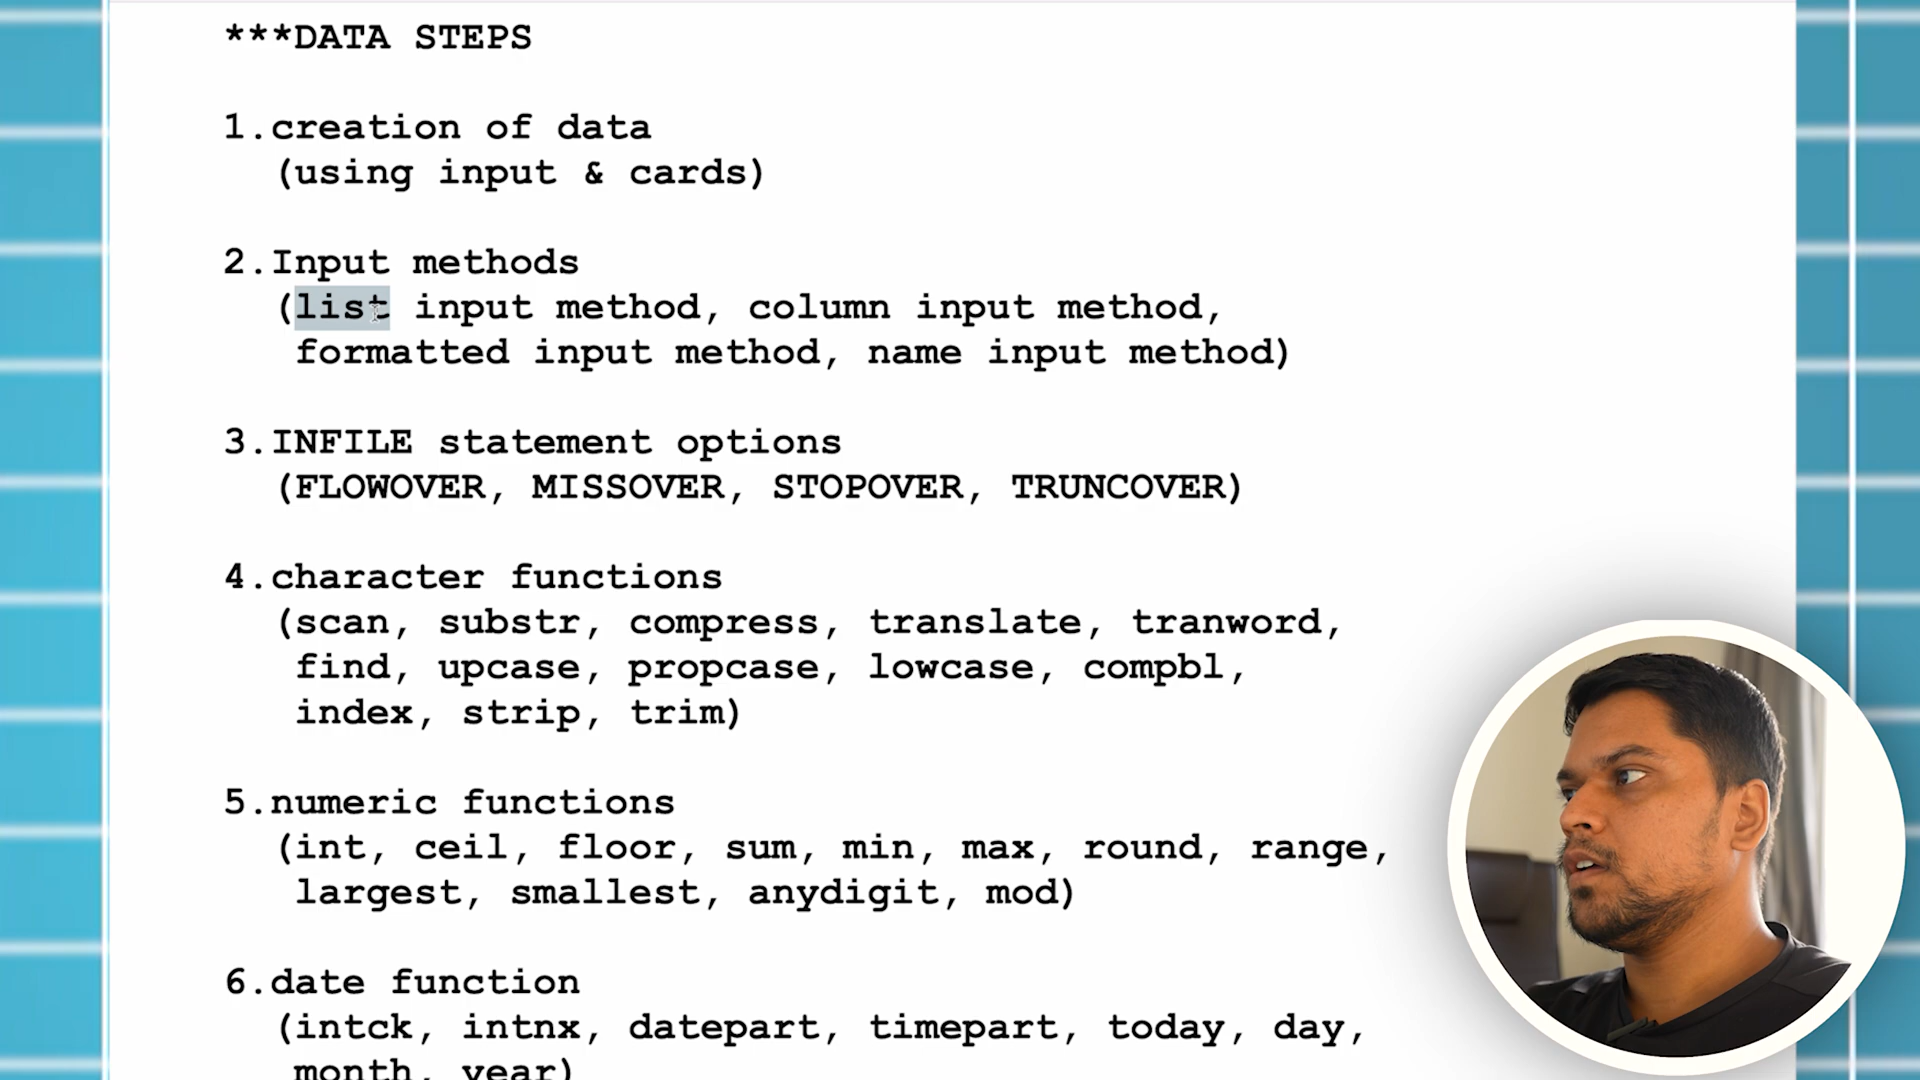 ***DATA STEPS
1.creation of data
(using input & cards)
2.Input methods
(list input method, column input method,
formatted input method, name input method)
3.INFILE statement options
(FLOWOVER, MISSOVER, STOPOVER, TRUNCOVER)
4.character functions
(scan, substr, compress, translate, tranword,
find, upcase, propcase, lowcase, compbl,
index, strip, trim)
5.numeric functions
(int, ceil, floor, sum, min, max, round, range,
largest, smallest, anydigit, mod)
6.date function
(intck, intnx, datepart, timepart, today, day,
month, year)